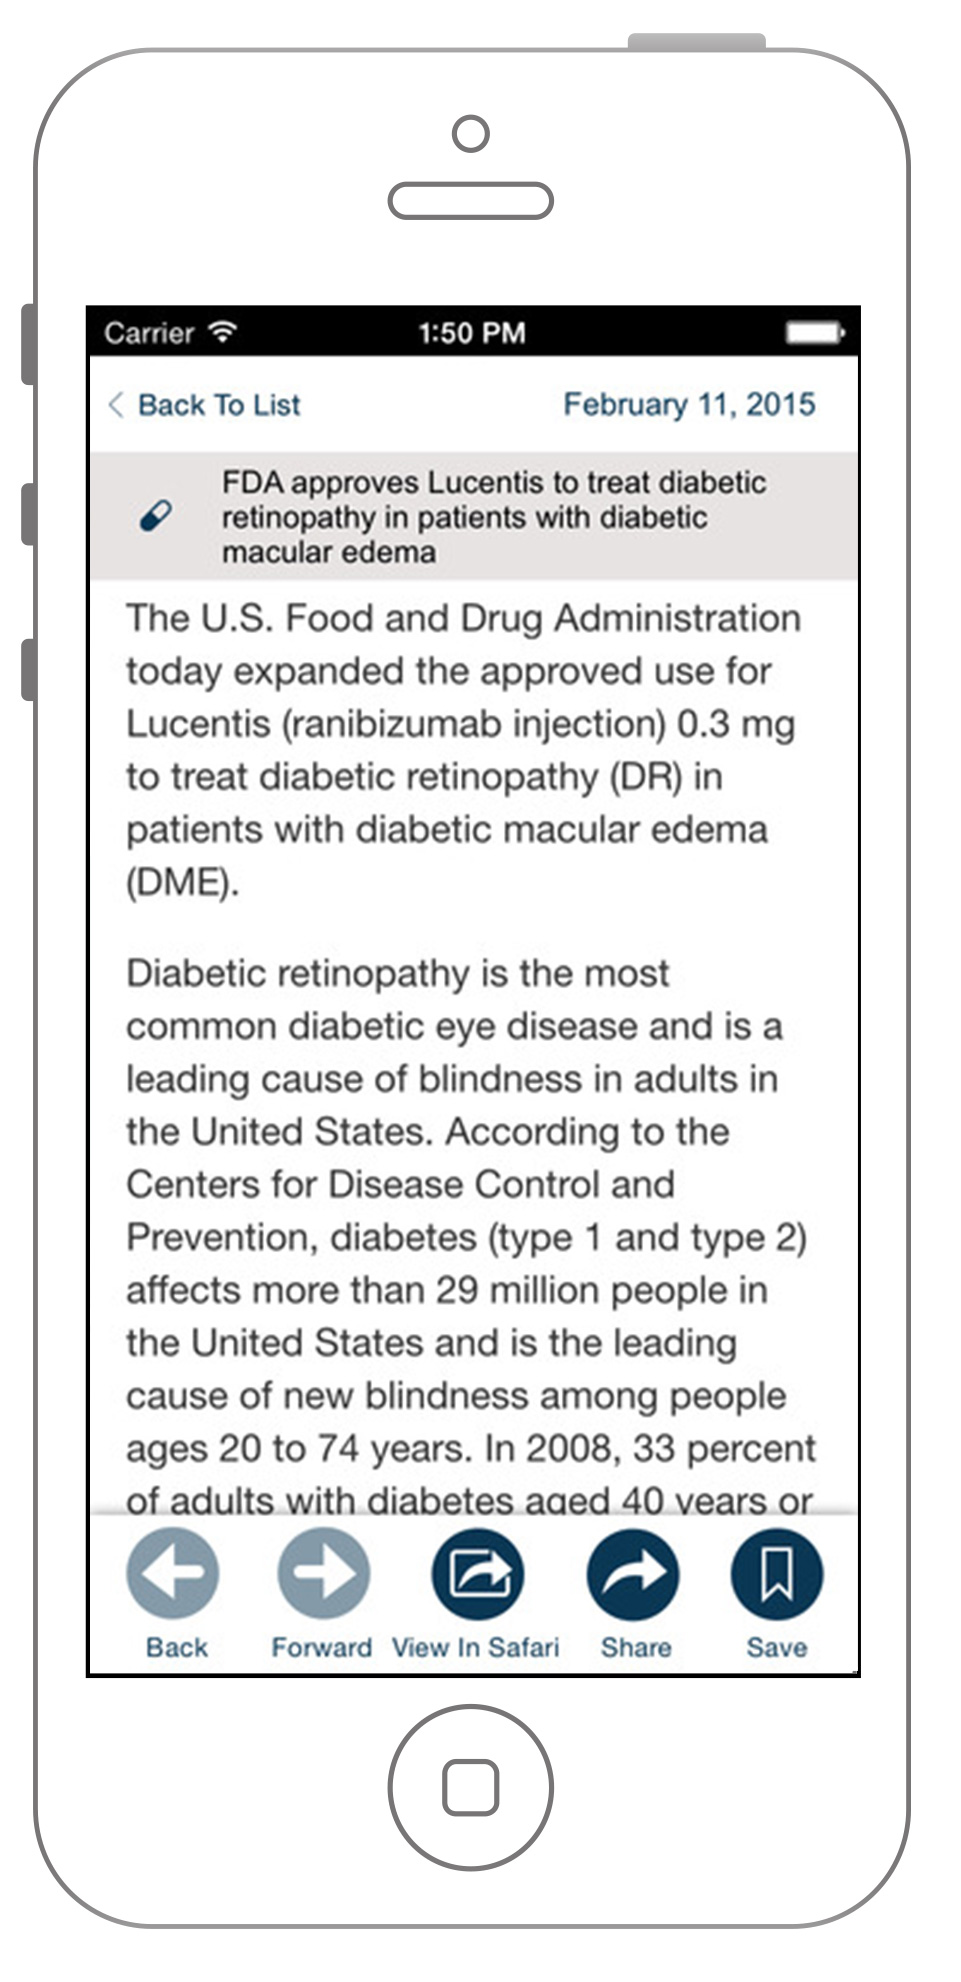 Carrier 1:50 PM
Back To List February 11, 2015
FDA approves Lucentis to treat diabetic
retinopathy in patients with diabetic
macular edema
The U.S. Food and Drug Administration
today expanded the approved use for
Lucentis (ranibizumab injection) 0.3 mg
to treat diabetic retinopathy (DR) in
patients with diabetic macular edema
(DME).
Diabetic retinopathy is the most
common diabetic eye disease and is a
leading cause of blindness in adults in
the United States. According to the
Centers for Disease Control and
Prevention, diabetes (type 1 and type 2)
affects more than 29 million people in
the United States and is the leading
cause of new blindness among people
ages 20 to 74 years. In 2008, 33 percent
of adults with diabetes aged 40 years or
Back Forward View In Safari Share Save